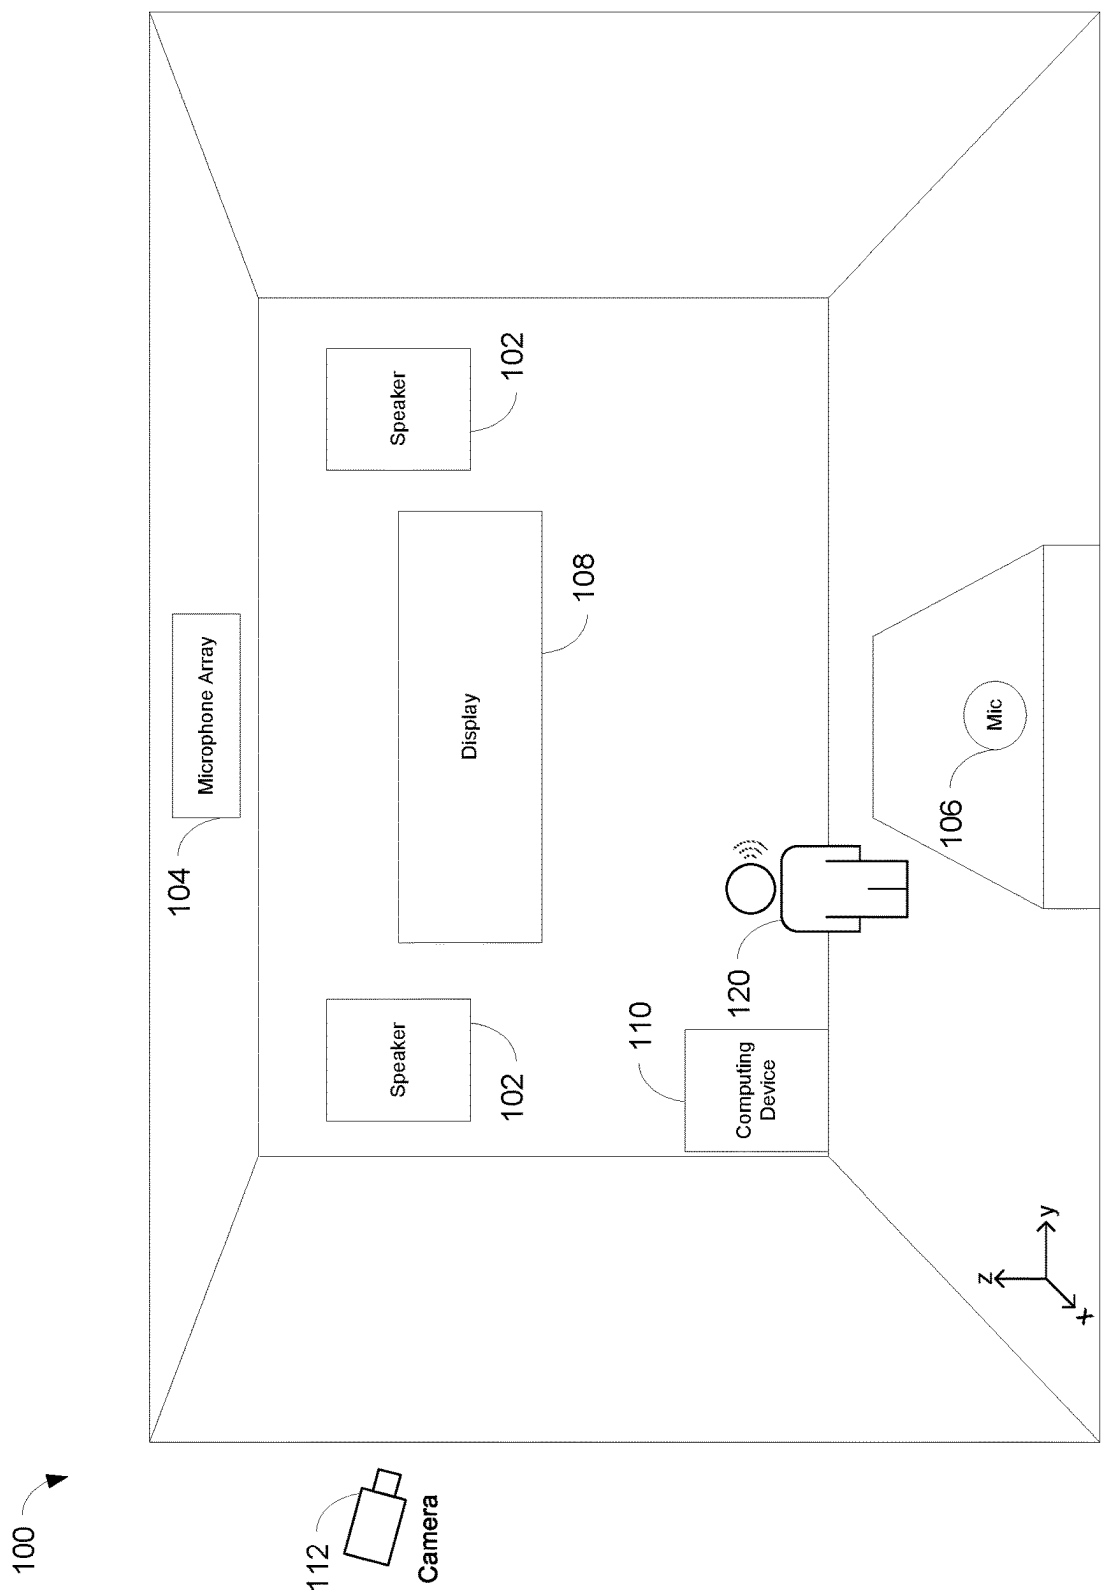 100
104
Microphone Array
112
Camera
Speaker
102
Display
108
Speaker
102
110
Computing
Device
120
106
Mic
z
y
x